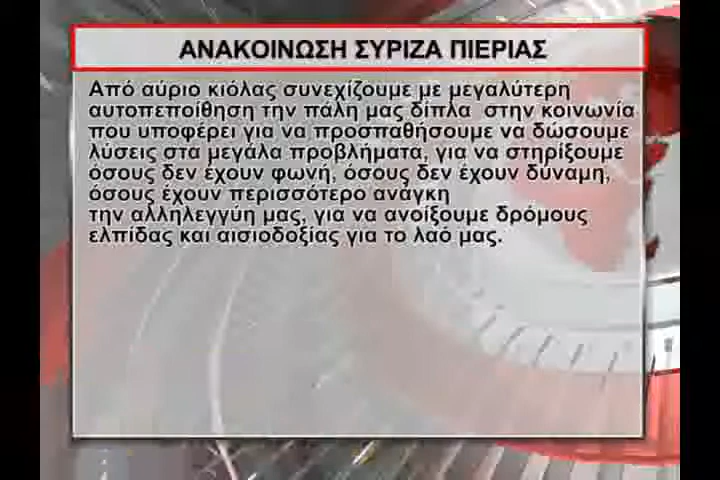 ΑΝΑΚΟΙΝΩΣΗ ΣΥΡΙΖΑ ΠΙΕΡΙΑΣ
Από αύριο κιόλας συνεχίζουμε με μεγαλύτερη
αυτοπεποίθηση την πάλη μας δίπλα στην κοινωνία
που υποφέρει για να προσπαθήσουμε να δώσουμε
λύσεις στα μεγάλα προβλήματα, για να στηρίξουμε
όσους δεν έχουν φωνή, όσους δεν έχουν δύναμη,
όσους έχουν περισσότερο ανάγκη
την αλληλεγγύη μας, για να ανοίξουμε δρόμους
ελπίδας και αισιοδοξίας για το λαό μας.